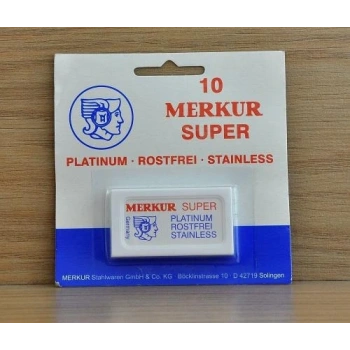 10
MERKUR
SUPER
PLATINUM · ROSTFREI · STAINLESS
MERKUR SUPER
Germany
PLATINUM
ROSTFREI
STAINLESS
MERKUR Stahlwaren GmbH & Co. KG · Böcklinstrasse 10 · D 42719 Solingen